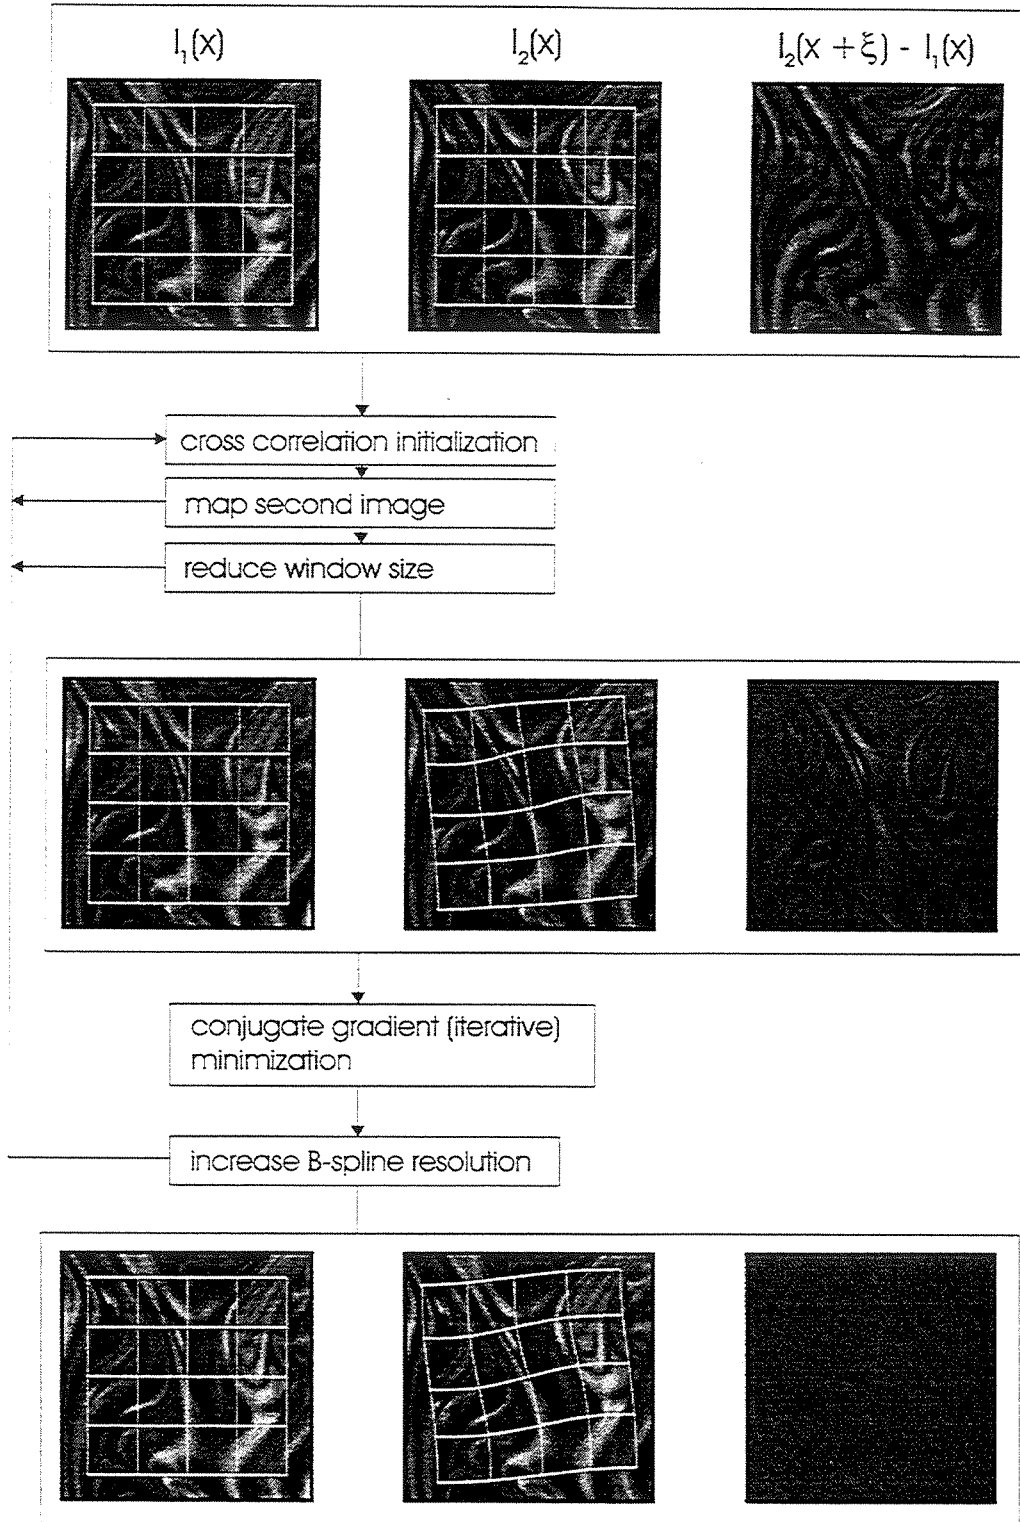 I₁(x) I₂(x) I₂(x + ξ) - I₁(x)
cross correlation initialization
map second image
reduce window size
conjugate gradient (iterative)
minimization
increase B-spline resolution